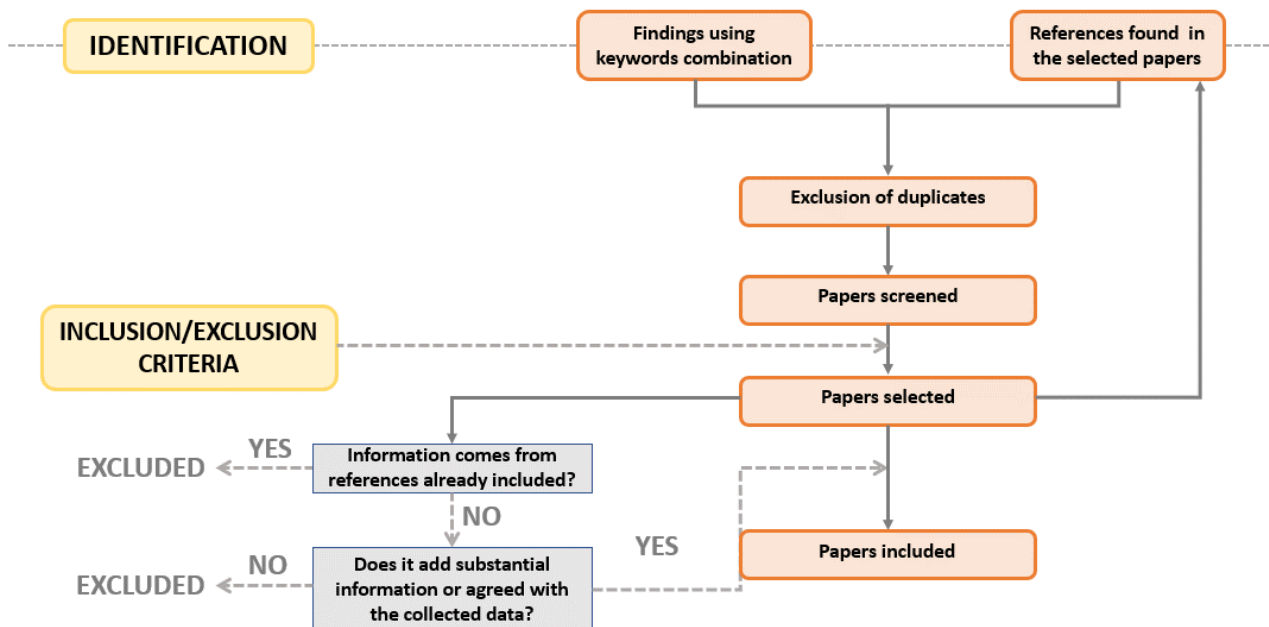 IDENTIFICATION
Findings using
keywords combination
References found in
the selected papers
Exclusion of duplicates
Papers screened
INCLUSION/EXCLUSION
CRITERIA
Papers selected
EXCLUDED
YES
Information comes from
references already included?
NO
EXCLUDED
NO
Does it add substantial
information or agreed with
the collected data?
YES
Papers included